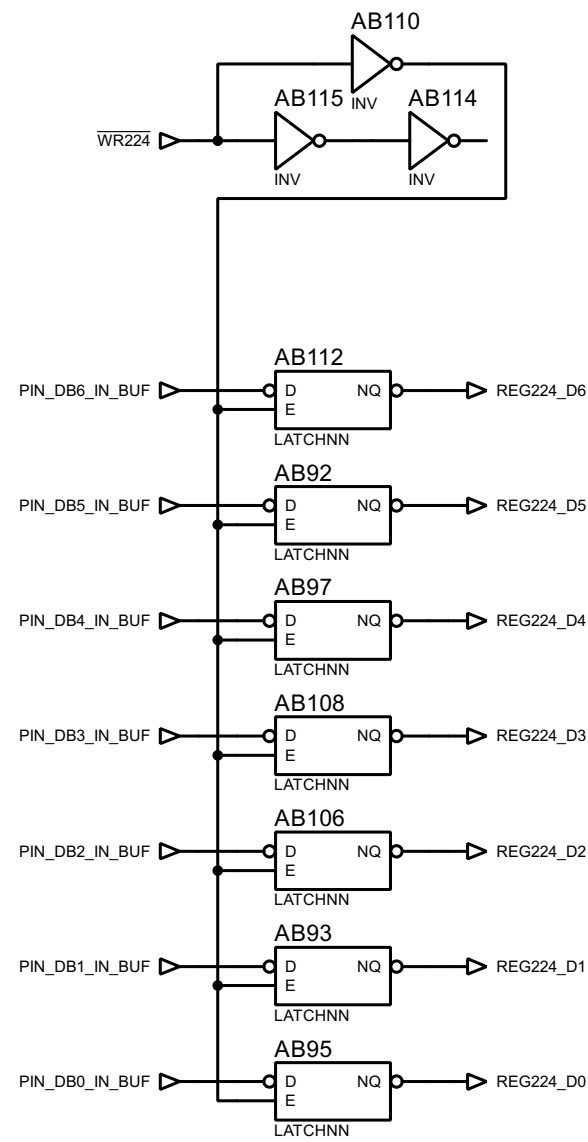 AB110
INV
AB115
INV
AB114
INV
WR224
AB112
PIN_DB6_IN_BUF
D
NQ
REG224_D6
E
LATCHNN
AB92
PIN_DB5_IN_BUF
D
NQ
REG224_D5
E
LATCHNN
AB97
PIN_DB4_IN_BUF
D
NQ
REG224_D4
E
LATCHNN
AB108
PIN_DB3_IN_BUF
D
NQ
REG224_D3
E
LATCHNN
AB106
PIN_DB2_IN_BUF
D
NQ
REG224_D2
E
LATCHNN
AB93
PIN_DB1_IN_BUF
D
NQ
REG224_D1
E
LATCHNN
AB95
PIN_DB0_IN_BUF
D
NQ
REG224_D0
E
LATCHNN